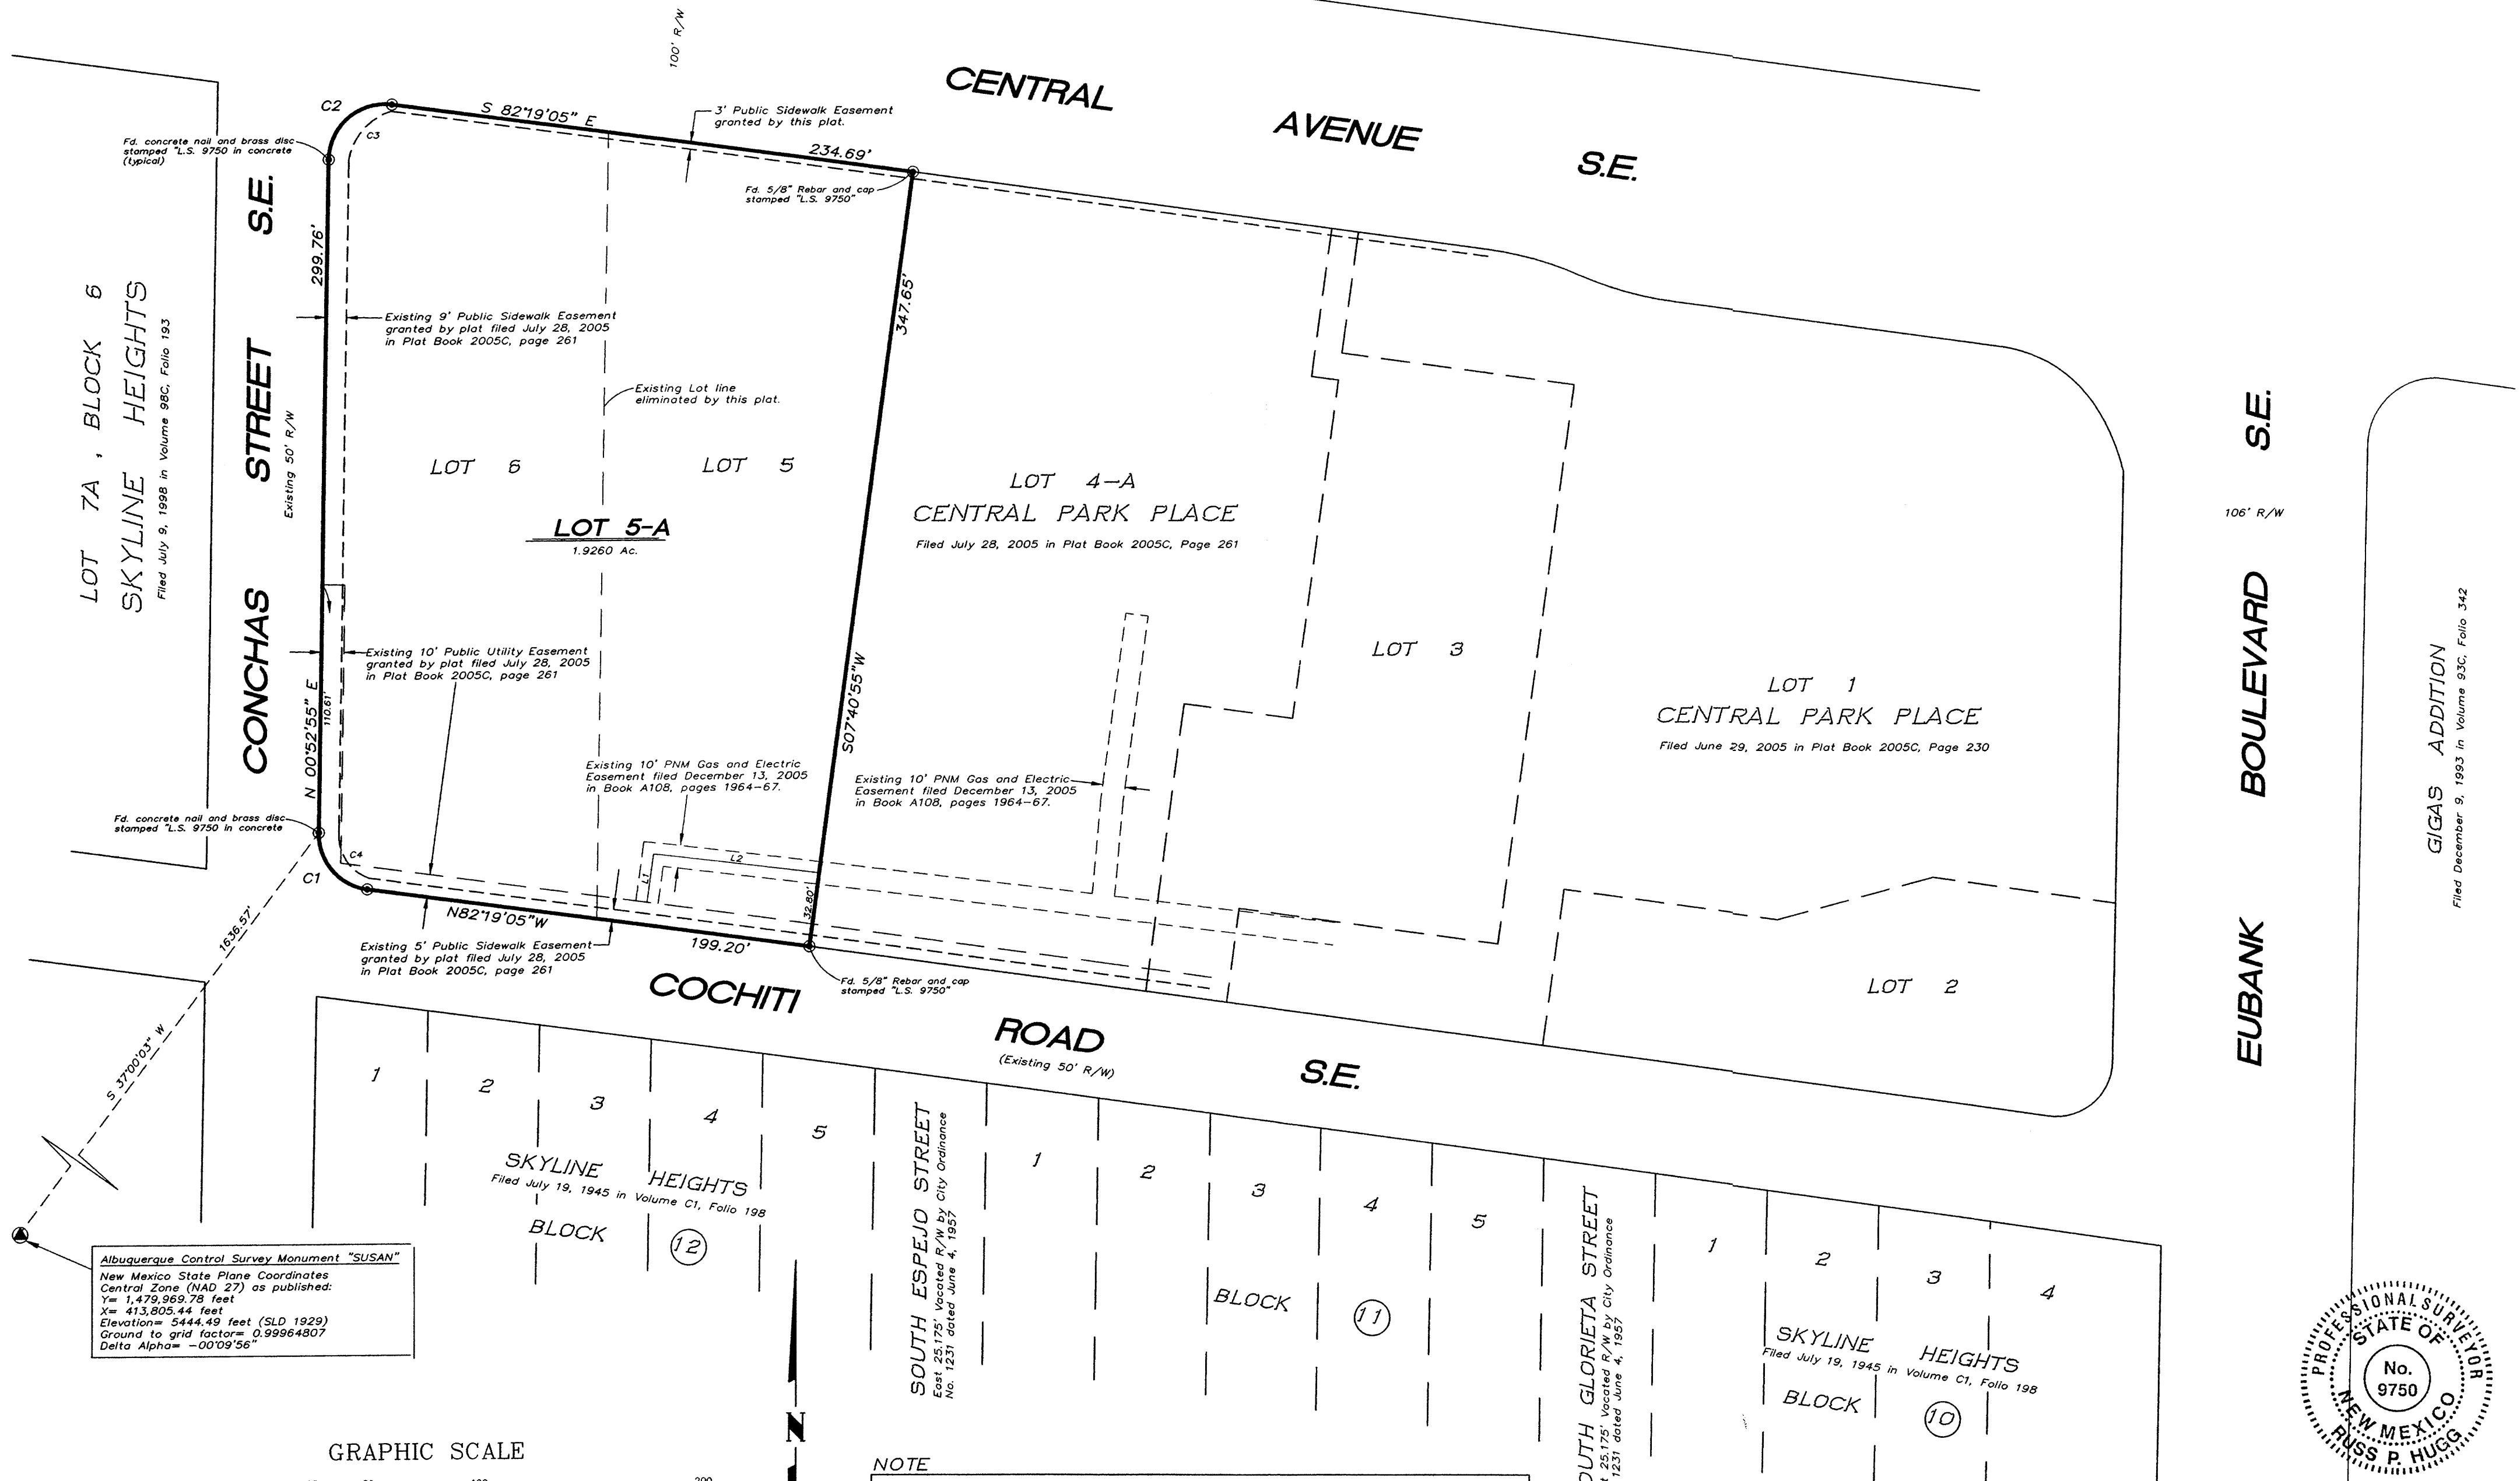 100' R/W
CENTRAL AVENUE S.E.
C2
C3
S 82°19'05" E
234.69'
3' Public Sidewalk Easement
granted by this plat.
Fd. concrete nail and brass disc
stamped "L.S. 9750 in concrete
(typical)
Fd. 5/8" Rebar and cap
stamped "L.S. 9750"
299.76'
347.65'
LOT 7A, BLOCK 6
SKYLINE HEIGHTS
Filed July 9, 1998 in Volume 98C, Folio 193
CONCHAS STREET S.E.
Existing 50' R/W
Existing 9' Public Sidewalk Easement
granted by plat filed July 28, 2005
in Plat Book 2005C, page 261
Existing Lot line
eliminated by this plat.
LOT 6
LOT 5
LOT 5-A
1.9260 Ac.
LOT 4-A
CENTRAL PARK PLACE
Filed July 28, 2005 in Plat Book 2005C, Page 261
LOT 3
LOT 1
CENTRAL PARK PLACE
Filed June 29, 2005 in Plat Book 2005C, Page 230
106' R/W
EUBANK BOULEVARD S.E.
GIGAS ADDITION
Filed December 9, 1993 in Volume 93C, Folio 342
Existing 10' Public Utility Easement
granted by plat filed July 28, 2005
in Plat Book 2005C, page 261
N 00°52'55" E
110.61'
S07°40'55"W
Existing 10' PNM Gas and Electric
Easement filed December 13, 2005
in Book A108, pages 1964-67.
Existing 10' PNM Gas and Electric
Easement filed December 13, 2005
in Book A108, pages 1964-67.
Fd. concrete nail and brass disc
stamped "L.S. 9750 in concrete
C4
C1
L2
L1
32.80'
N82°19'05"W
199.20'
Existing 5' Public Sidewalk Easement
granted by plat filed July 28, 2005
in Plat Book 2005C, page 261
Fd. 5/8" Rebar and cap
stamped "L.S. 9750"
LOT 2
1636.57'
S 37°00'03" W
COCHITI ROAD S.E.
(Existing 50' R/W)
1
2
3
4
5
SKYLINE HEIGHTS
Filed July 19, 1945 in Volume C1, Folio 198
BLOCK 12
SOUTH ESPEJO STREET
East 25.175' Vacated R/W by City Ordinance
No. 1231 dated June 4, 1957
1
2
3
4
5
BLOCK 11
OUTH GLORIETA STREET
t 25.175' Vacated R/W by City Ordinance
1231 dated June 4, 1957
1
2
3
4
SKYLINE HEIGHTS
Filed July 19, 1945 in Volume C1, Folio 198
BLOCK 10
Albuquerque Control Survey Monument "SUSAN"
New Mexico State Plane Coordinates
Central Zone (NAD 27) as published:
Y= 1,479,969.78 feet
X= 413,805.44 feet
Elevation= 5444.49 feet (SLD 1929)
Ground to grid factor= 0.99964807
Delta Alpha= -00°09'56"
N
GRAPHIC SCALE
NOTE
PROFESSIONAL SURVEYOR
STATE OF
No.
9750
NEW MEXICO
RUSS P. HUGG